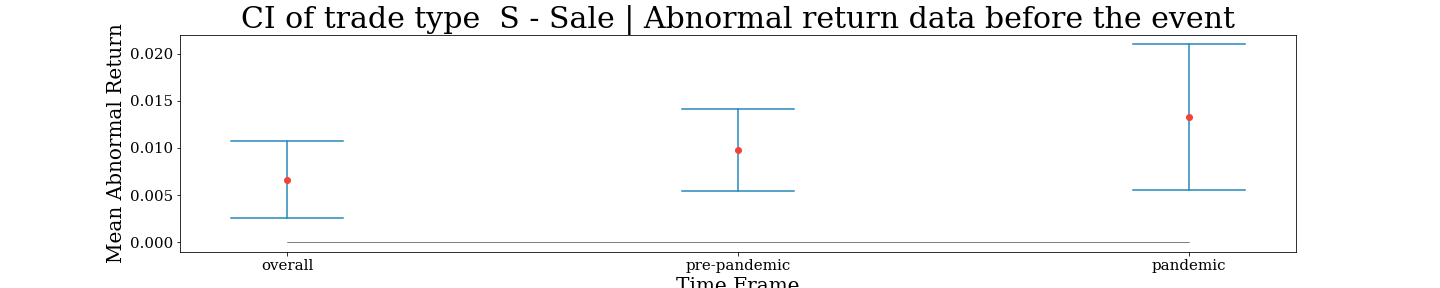 CI of trade type  S - Sale | Abnormal return data before the event
Mean Abnormal Return
0.020
0.015
0.010
0.005
0.000
overall
pre-pandemic
pandemic
Time Frame